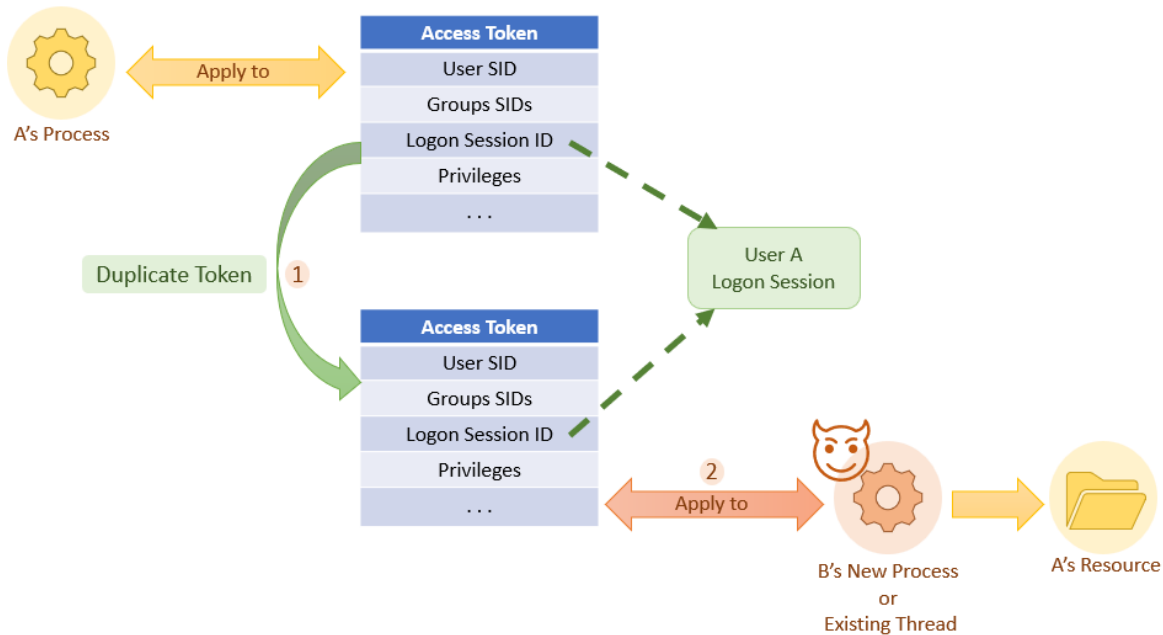 Access Token
User SID
Groups SIDs
Logon Session ID
Privileges
. . .
Apply to
A's Process
User A
Logon Session
Duplicate Token
1
Access Token
User SID
Groups SIDs
Logon Session ID
Privileges
. . .
2
Apply to
B's New Process
or
Existing Thread
A's Resource